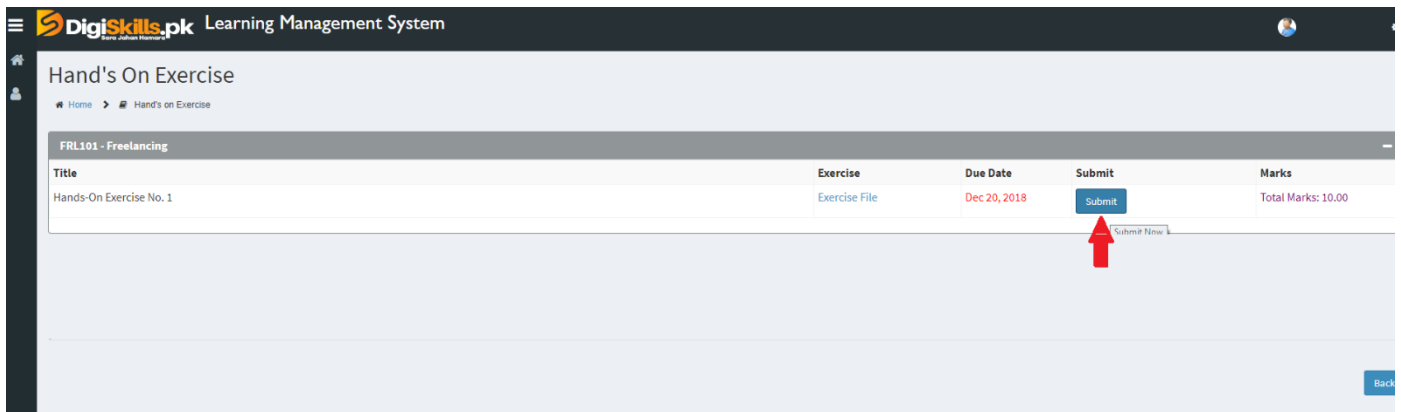 DigiSkills.pk Learning Management System
Sara Jahan Hamara
Hand's On Exercise
Home Hand's on Exercise
FRL101 - Freelancing
Title Exercise Due Date Submit Marks
Hands-On Exercise No. 1 Exercise File Dec 20, 2018 Submit Total Marks: 10.00
Submit Now
Back